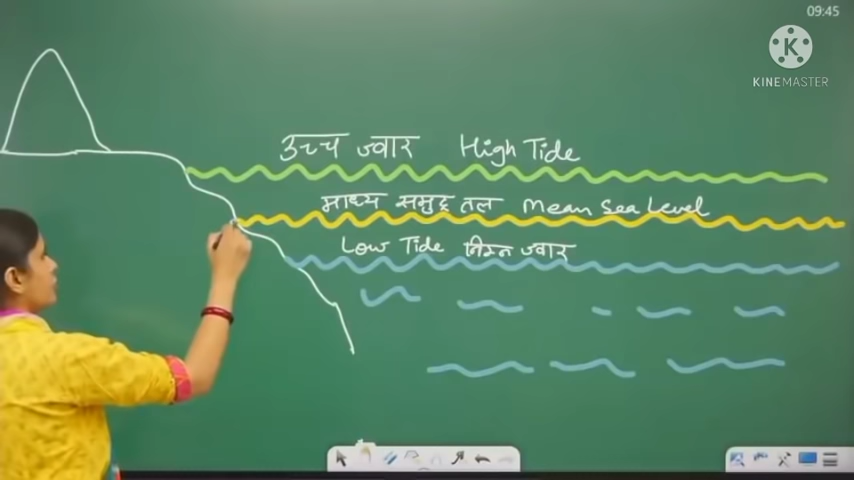 09:45
K
KINEMASTER
उच्च ज्वार High Tide
माध्य समुद्र तल Mean Sea Level
Low Tide निम्न ज्वार